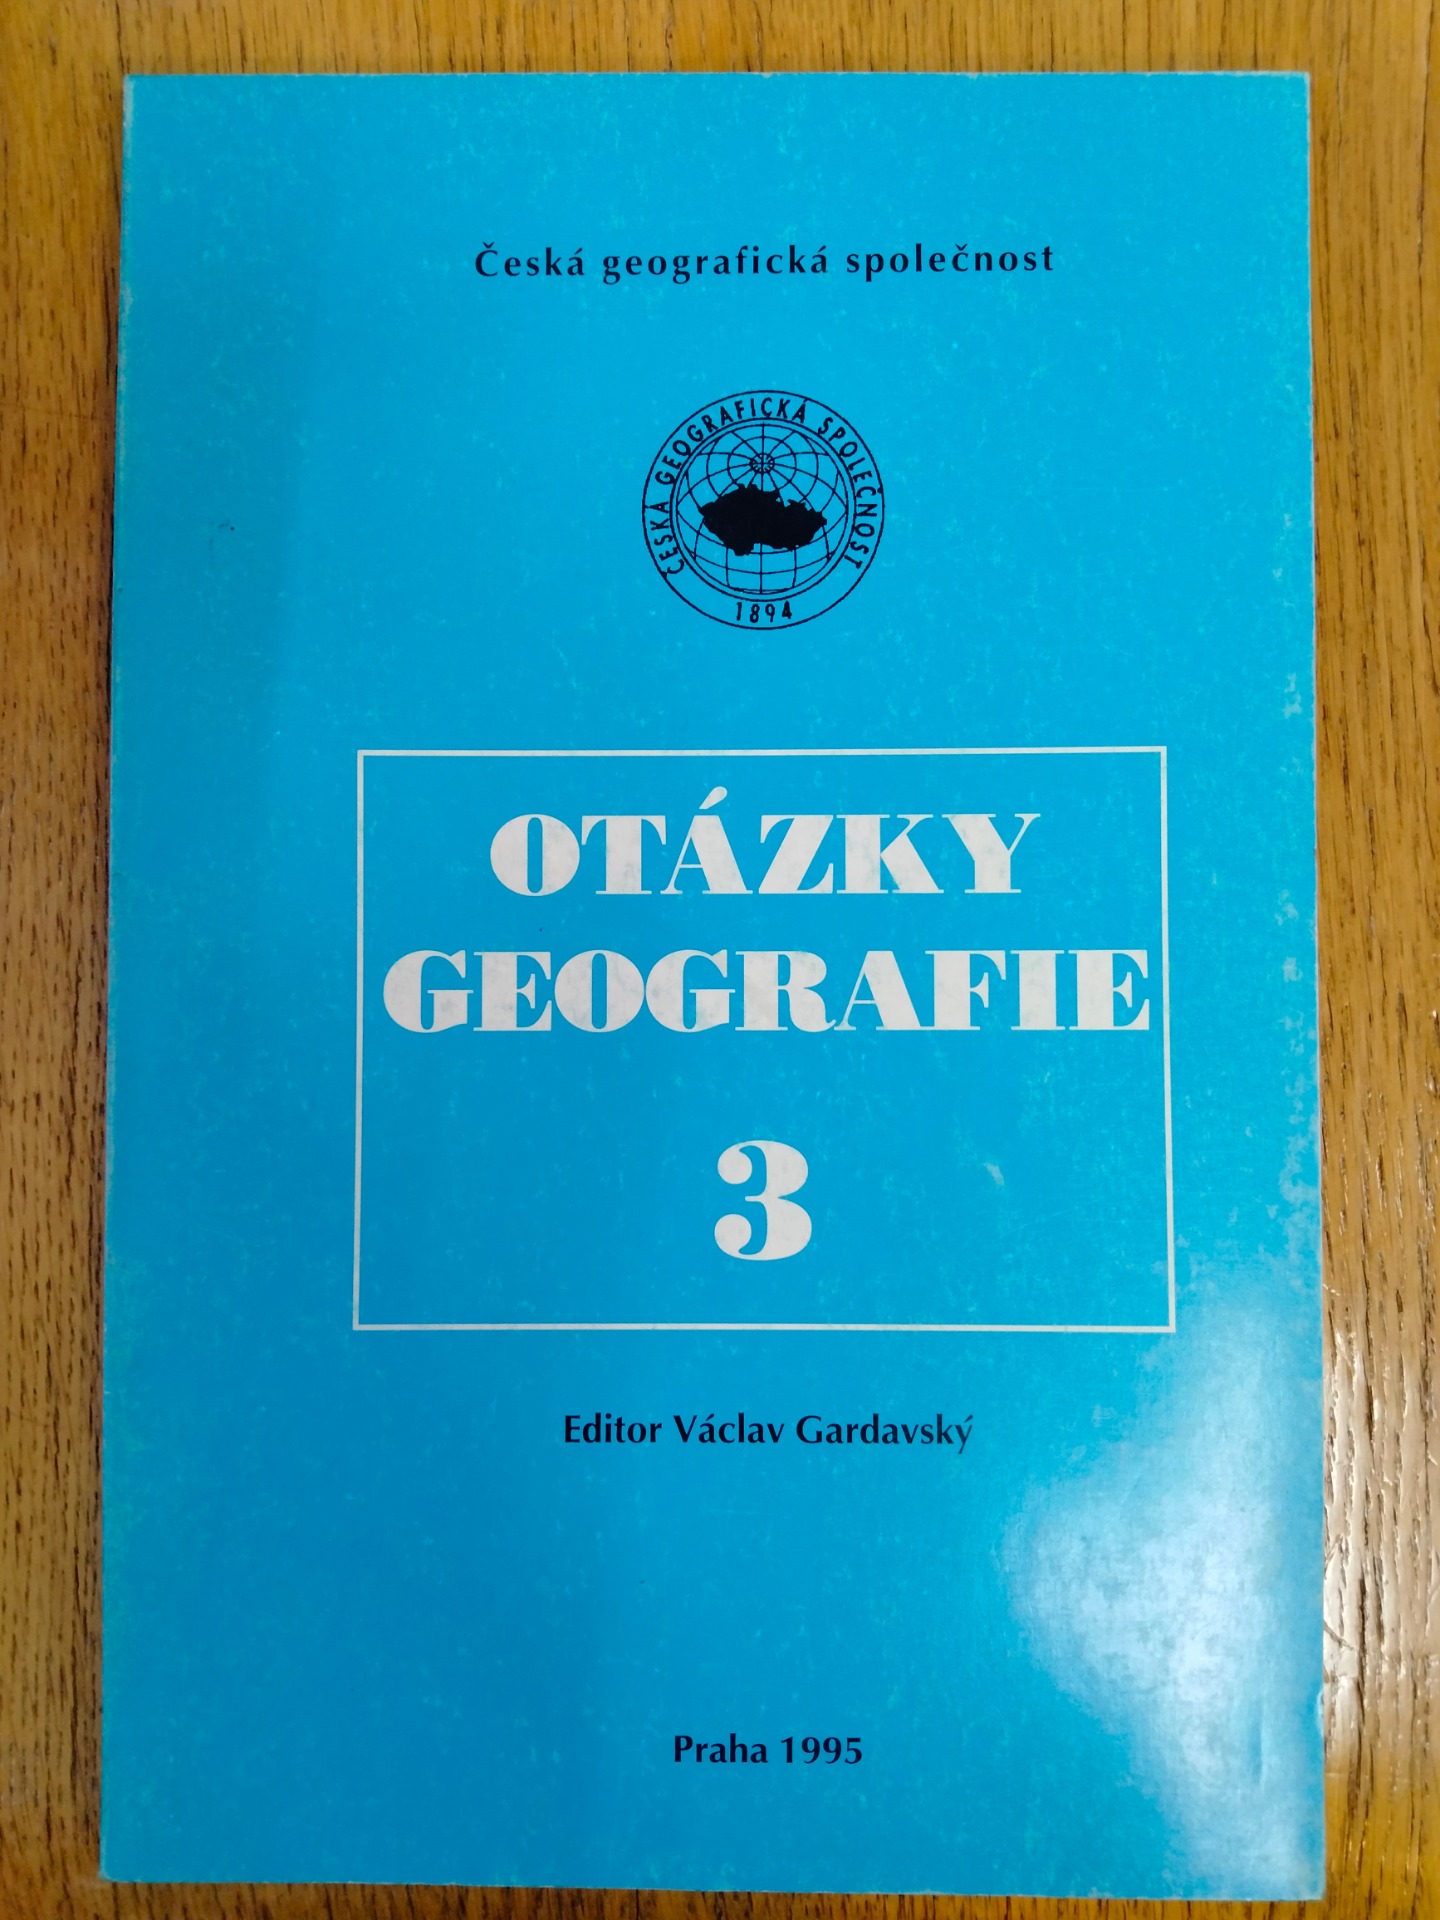 Česká geografická společnost
ČESKÁ GEOGRAFICKÁ SPOLEČNOST
1894
OTÁZKY
GEOGRAFIE
3
Editor Václav Gardavský
Praha 1995